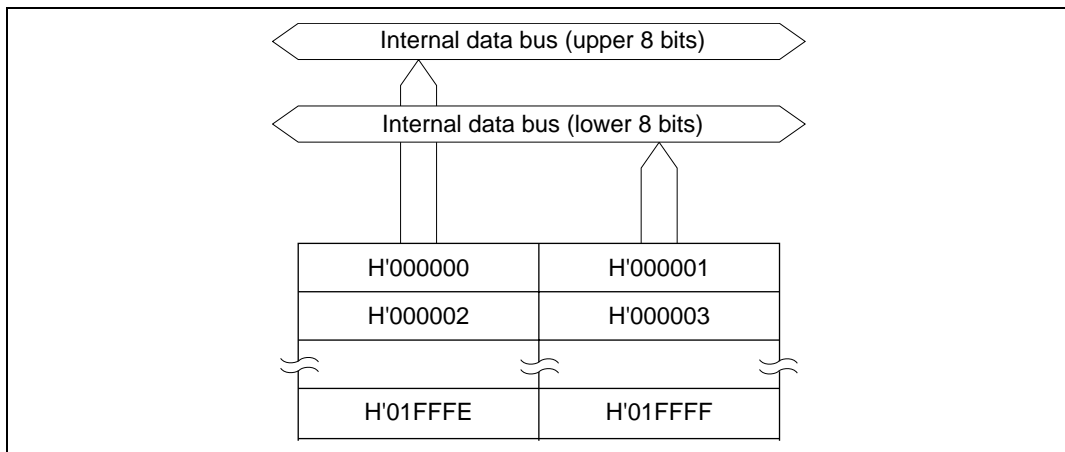 Internal data bus (upper 8 bits)
Internal data bus (lower 8 bits)
H'000000 H'000001
H'000002 H'000003
H'01FFFE H'01FFFF